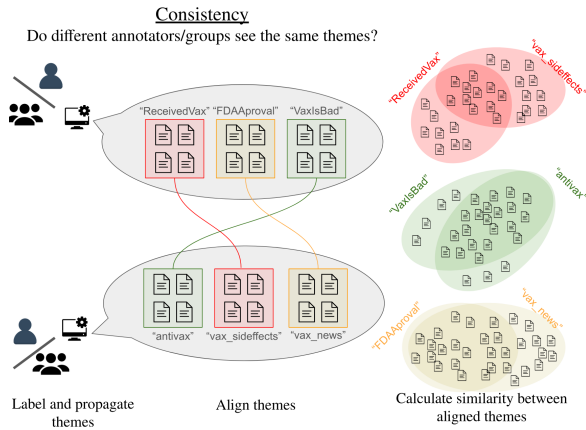 Consistency
Do different annotators/groups see the same themes?
“ReceivedVax” “FDAAproval” “VaxIsBad”
“antivax” “vax_sideffects” “vax_news”
“ReceivedVax”
“vax_sideffects”
“VaxIsBad”
“antivax”
“FDAAproval”
“vax_news”
Label and propagate
themes
Align themes
Calculate similarity between
aligned themes